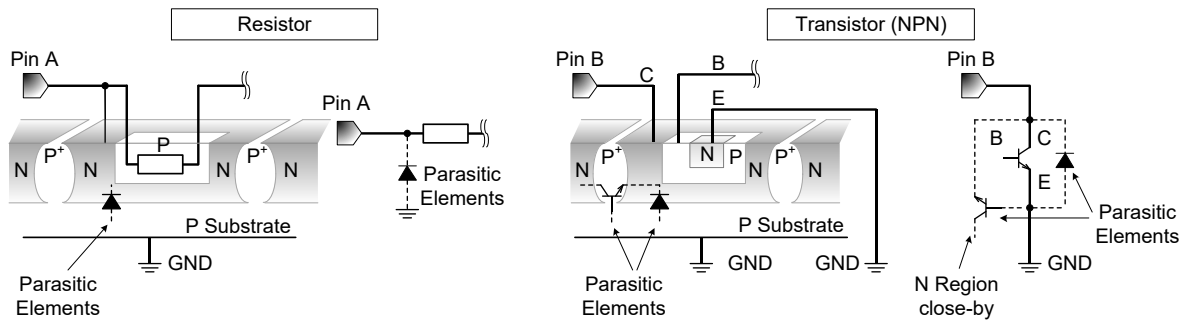 Resistor
Transistor (NPN)
Pin A
Pin A
N
P+
N
P
N
P+
N
Parasitic
Elements
P Substrate
GND
Parasitic
Elements
Pin B
C
B
E
N
P+
N
N
P
N
P+
N
P Substrate
GND
GND
Parasitic
Elements
Pin B
B
C
E
Parasitic
Elements
GND
N Region
close-by